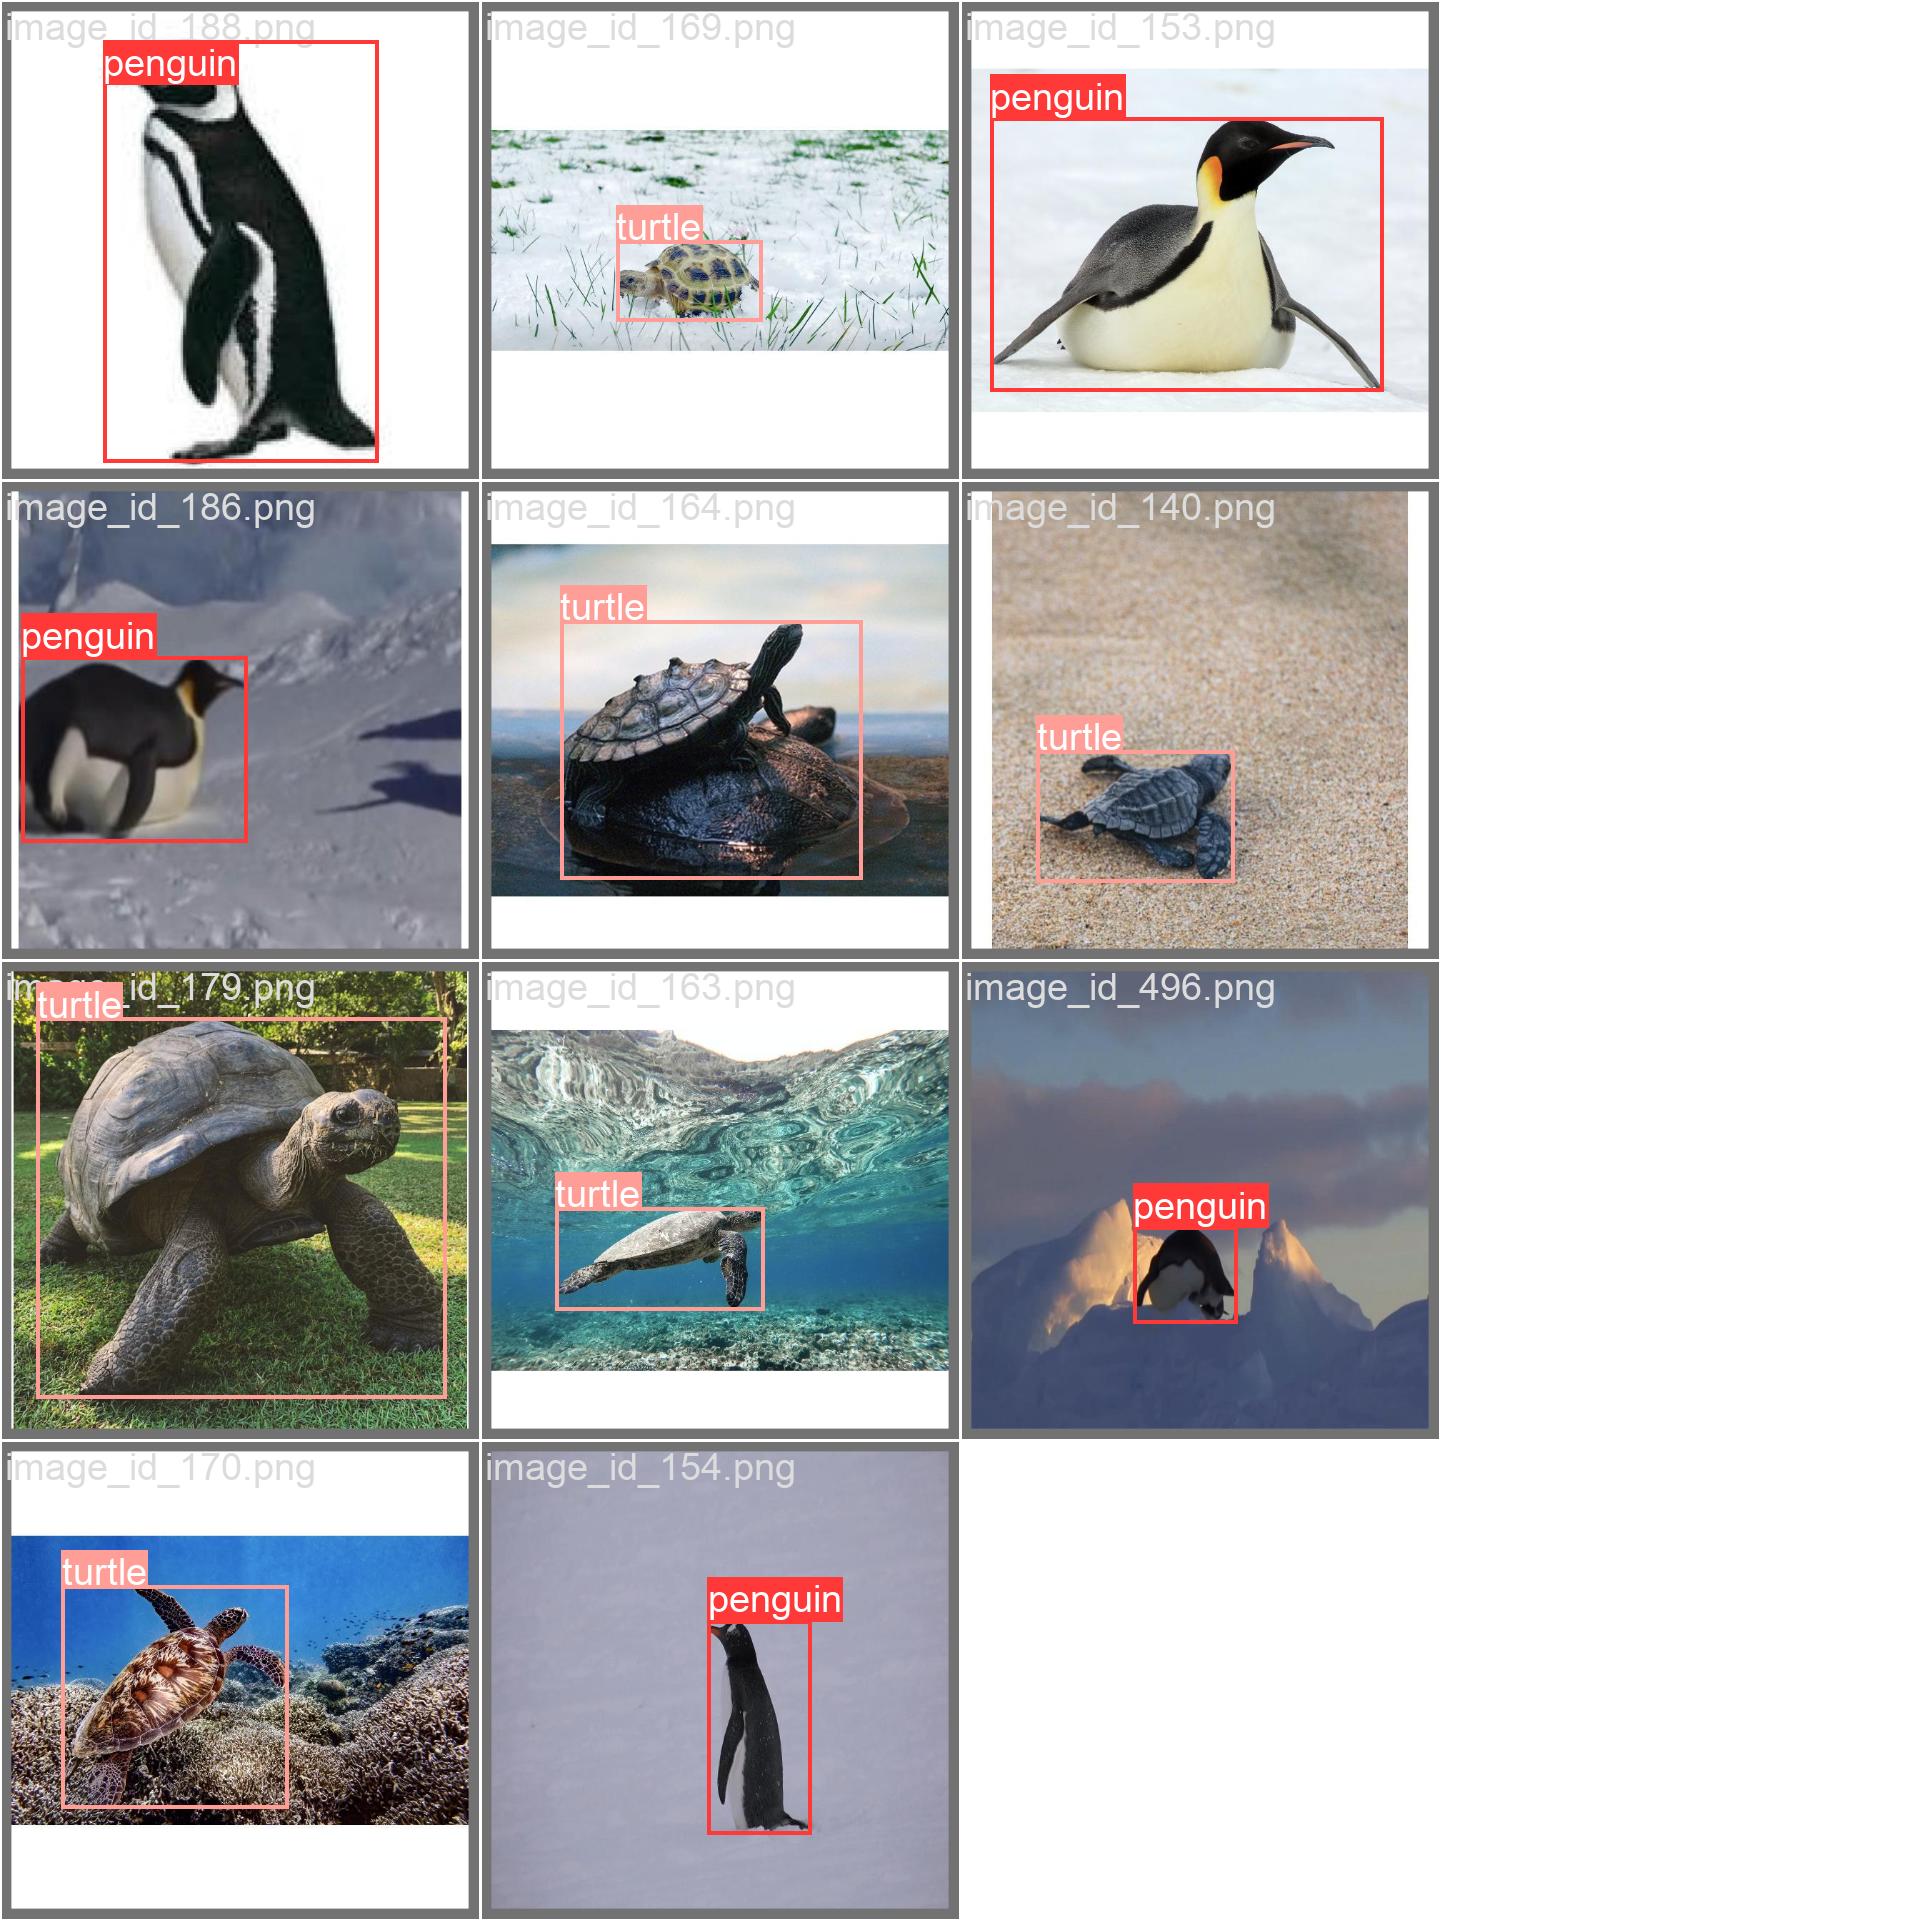 image_id_188.png
penguin
image_id_169.png
turtle
image_id_153.png
penguin
image_id_186.png
penguin
image_id_164.png
turtle
image_id_140.png
turtle
image_id_179.png
turtle
image_id_163.png
turtle
image_id_496.png
penguin
image_id_170.png
turtle
image_id_154.png
penguin